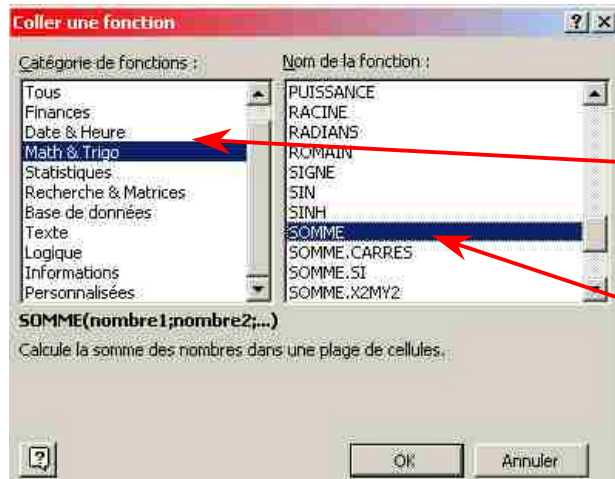 Coller une fonction
Catégorie de fonctions :
Tous
Finances
Date & Heure
Math & Trigo
Statistiques
Recherche & Matrices
Base de données
Texte
Logique
Informations
Personnalisées
Nom de la fonction :
PUISSANCE
RACINE
RADIANS
ROMAIN
SIGNE
SIN
SINH
SOMME
SOMME.CARRES
SOMME.SI
SOMME.X2MY2
SOMME(nombre1;nombre2;...)
Calcule la somme des nombres dans une plage de cellules.
OK
Annuler